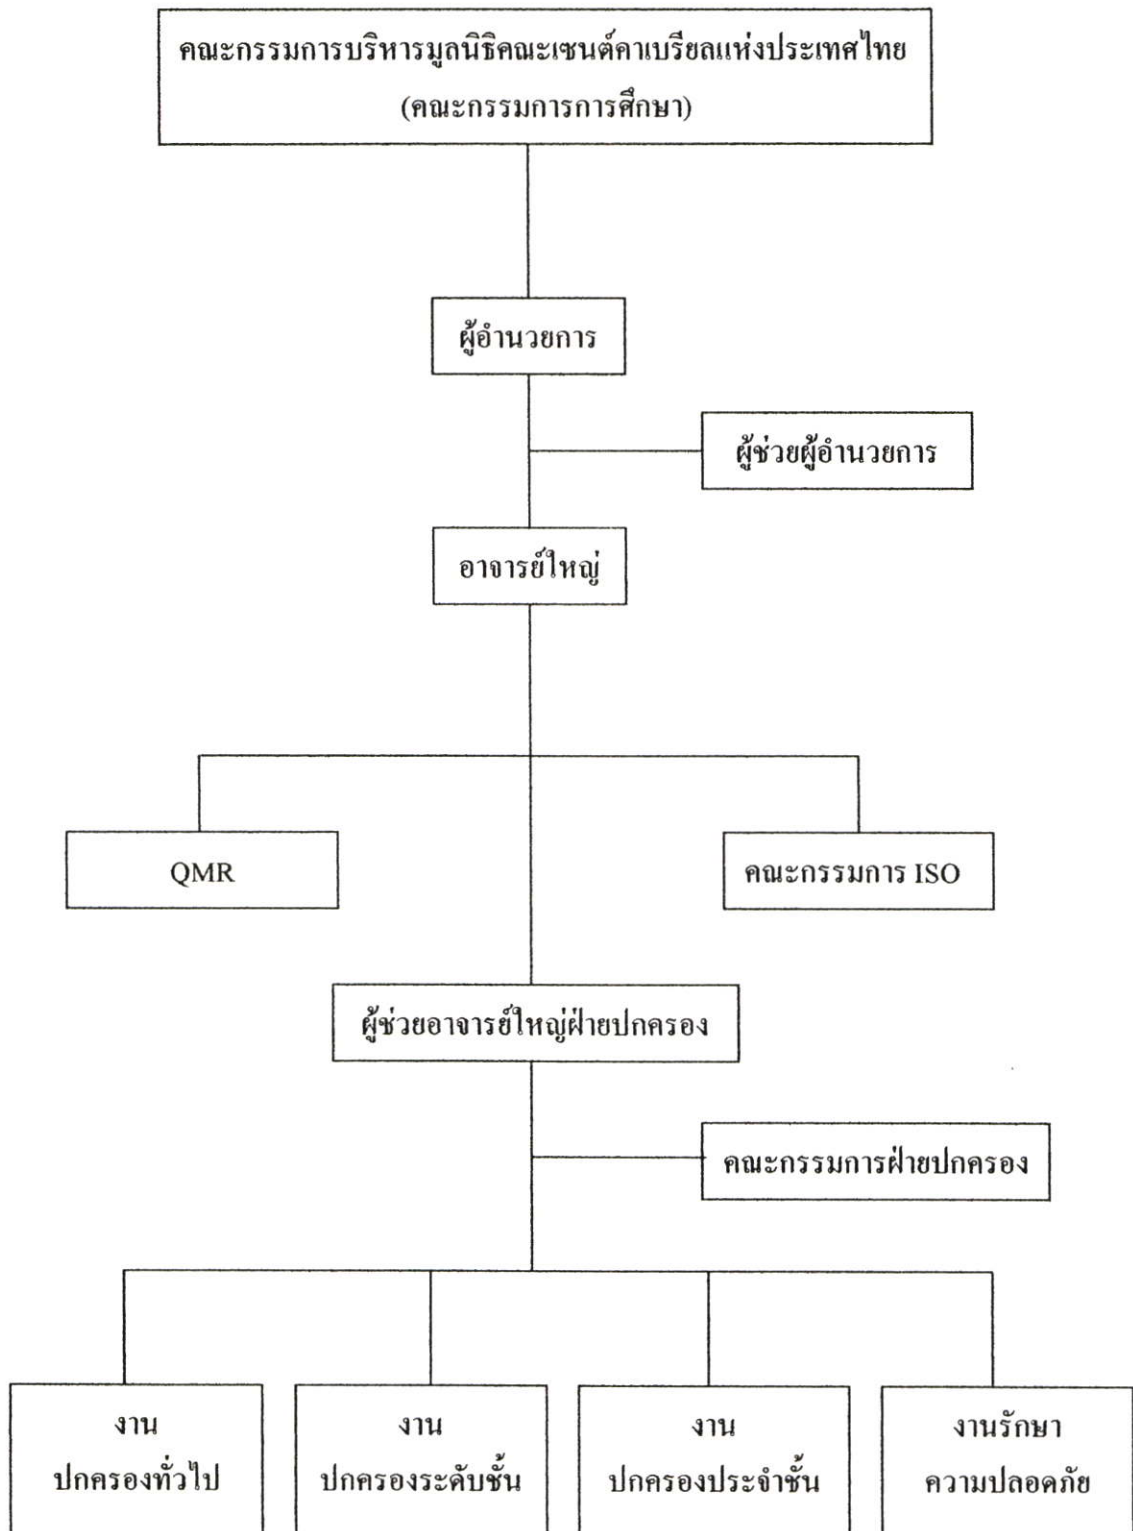 คณะกรรมการบริหารมูลนิธิคณะเซนต์คาเบรียลแห่งประเทศไทย
(คณะกรรมการการศึกษา)
ผู้อำนวยการ
ผู้ช่วยผู้อำนวยการ
อาจารย์ใหญ่
QMR
คณะกรรมการ ISO
ผู้ช่วยอาจารย์ใหญ่ฝ่ายปกครอง
คณะกรรมการฝ่ายปกครอง
งาน
ปกครองทั่วไป
งาน
ปกครองระดับชั้น
งาน
ปกครองประจำชั้น
งานรักษา
ความปลอดภัย